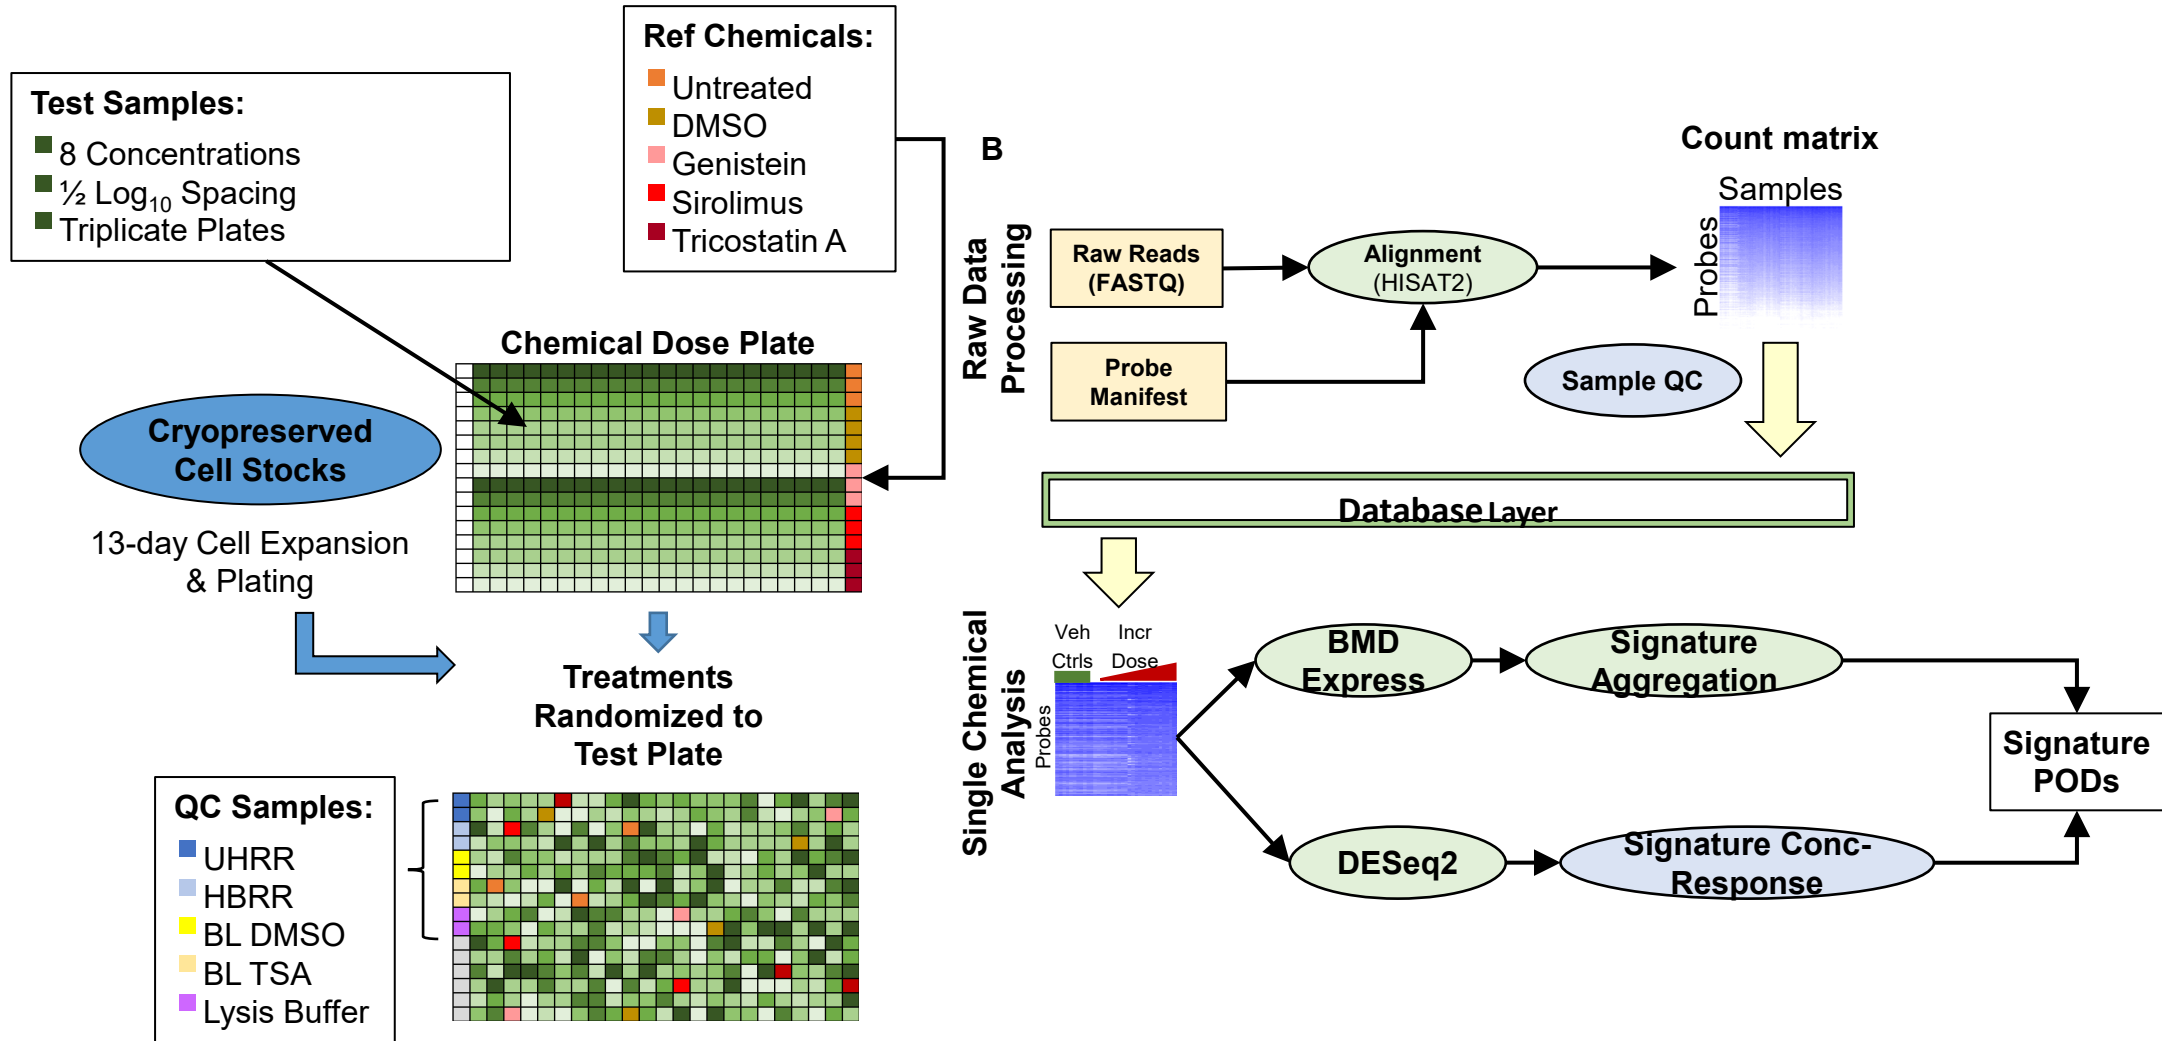 Test Samples:
8 Concentrations
½ Log10 Spacing
Triplicate Plates
Ref Chemicals:
Untreated
DMSO
Genistein
Sirolimus
Tricostatin A
Chemical Dose Plate
Cryopreserved
Cell Stocks
13-day Cell Expansion
& Plating
Treatments
Randomized to
Test Plate
QC Samples:
UHRR
HBRR
BL DMSO
BL TSA
Lysis Buffer
B
Raw Data
Processing
Raw Reads
(FASTQ)
Probe
Manifest
Alignment
(HISAT2)
Count matrix
Samples
Probes
Sample QC
Database Layer
Single Chemical
Analysis
Veh
Ctrls
Incr
Dose
Probes
BMD
Express
Signature
Aggregation
DESeq2
Signature Conc-
Response
Signature
PODs